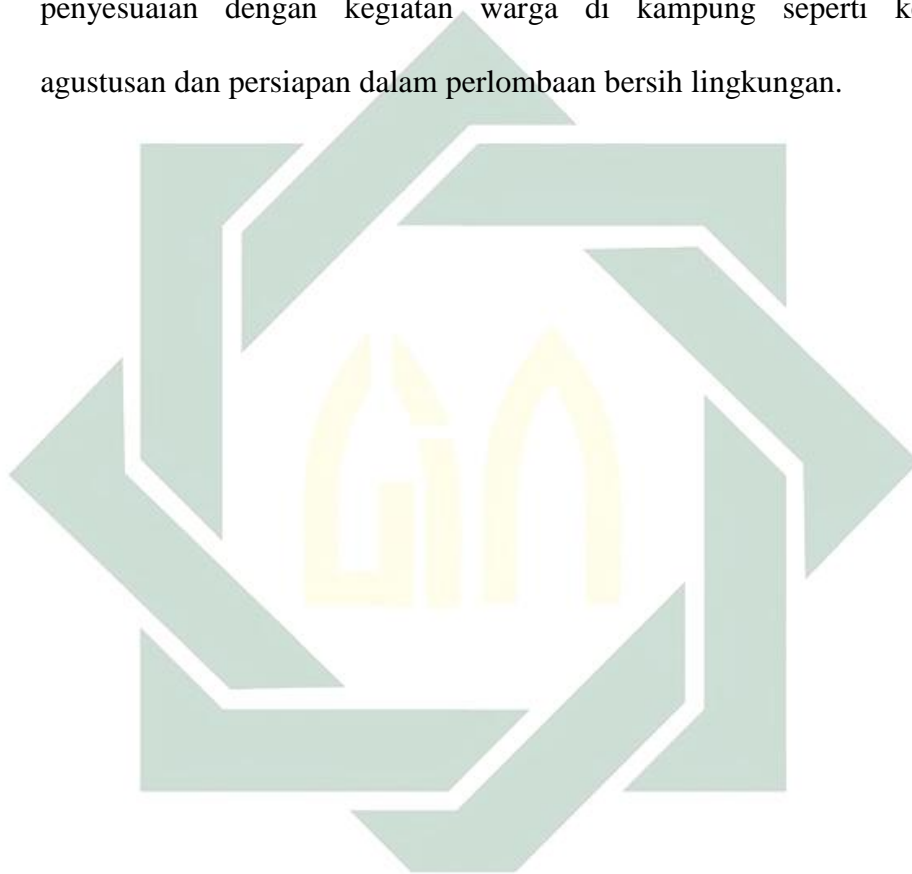 penyesuaian dengan kegiatan warga di kampung seperti
agustusan dan persiapan dalam perlombaan bersih lingkungan.